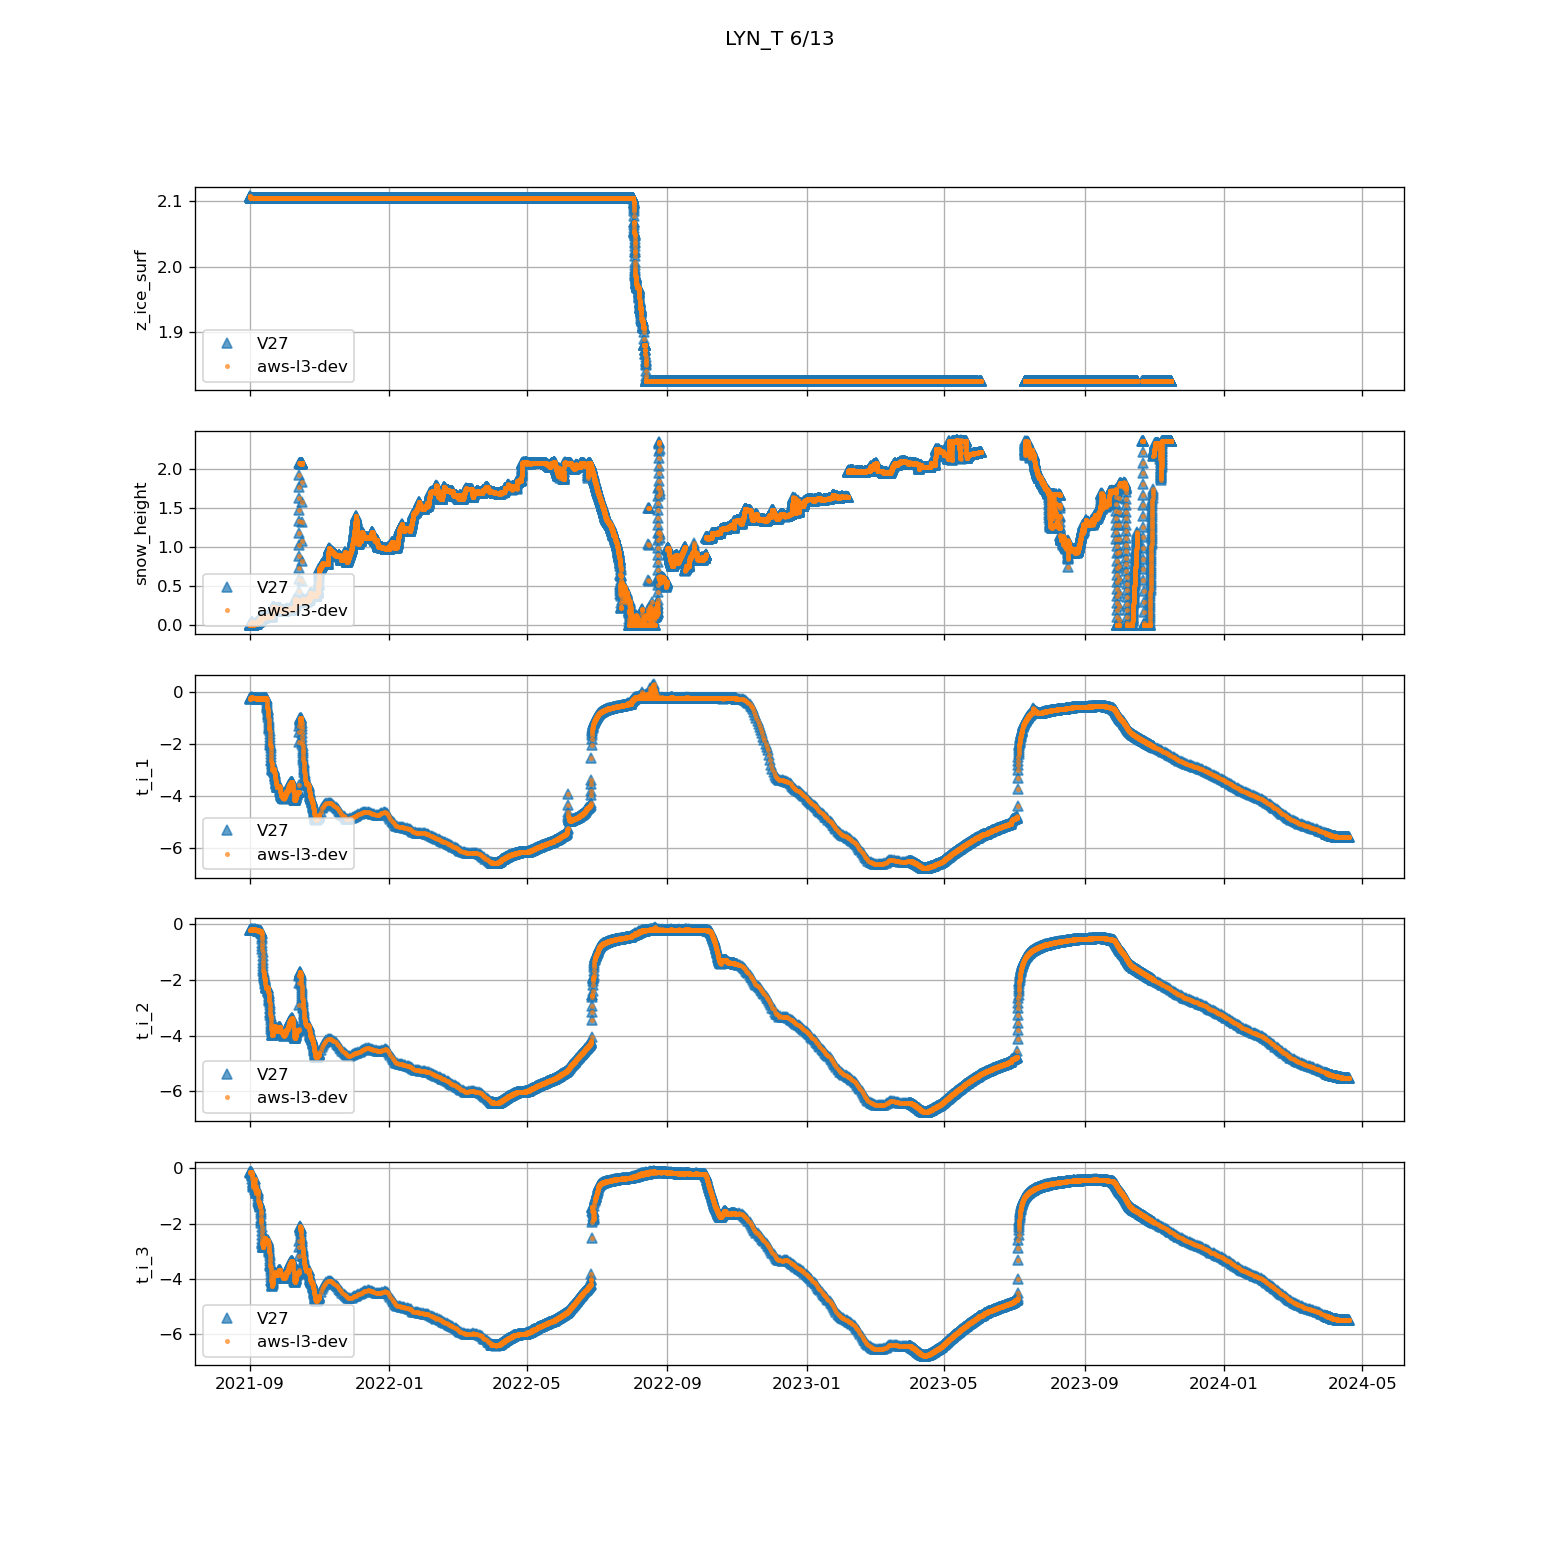 LYN_T 6/13
z_ice_surf
2.1
2.0
1.9
V27
aws-l3-dev
snow_height
2.0
1.5
1.0
0.5
0.0
V27
aws-l3-dev
t_i_1
0
−2
−4
−6
V27
aws-l3-dev
t_i_2
0
−2
−4
−6
V27
aws-l3-dev
t_i_3
0
−2
−4
−6
V27
aws-l3-dev
2021-09 2022-01 2022-05 2022-09 2023-01 2023-05 2023-09 2024-01 2024-05